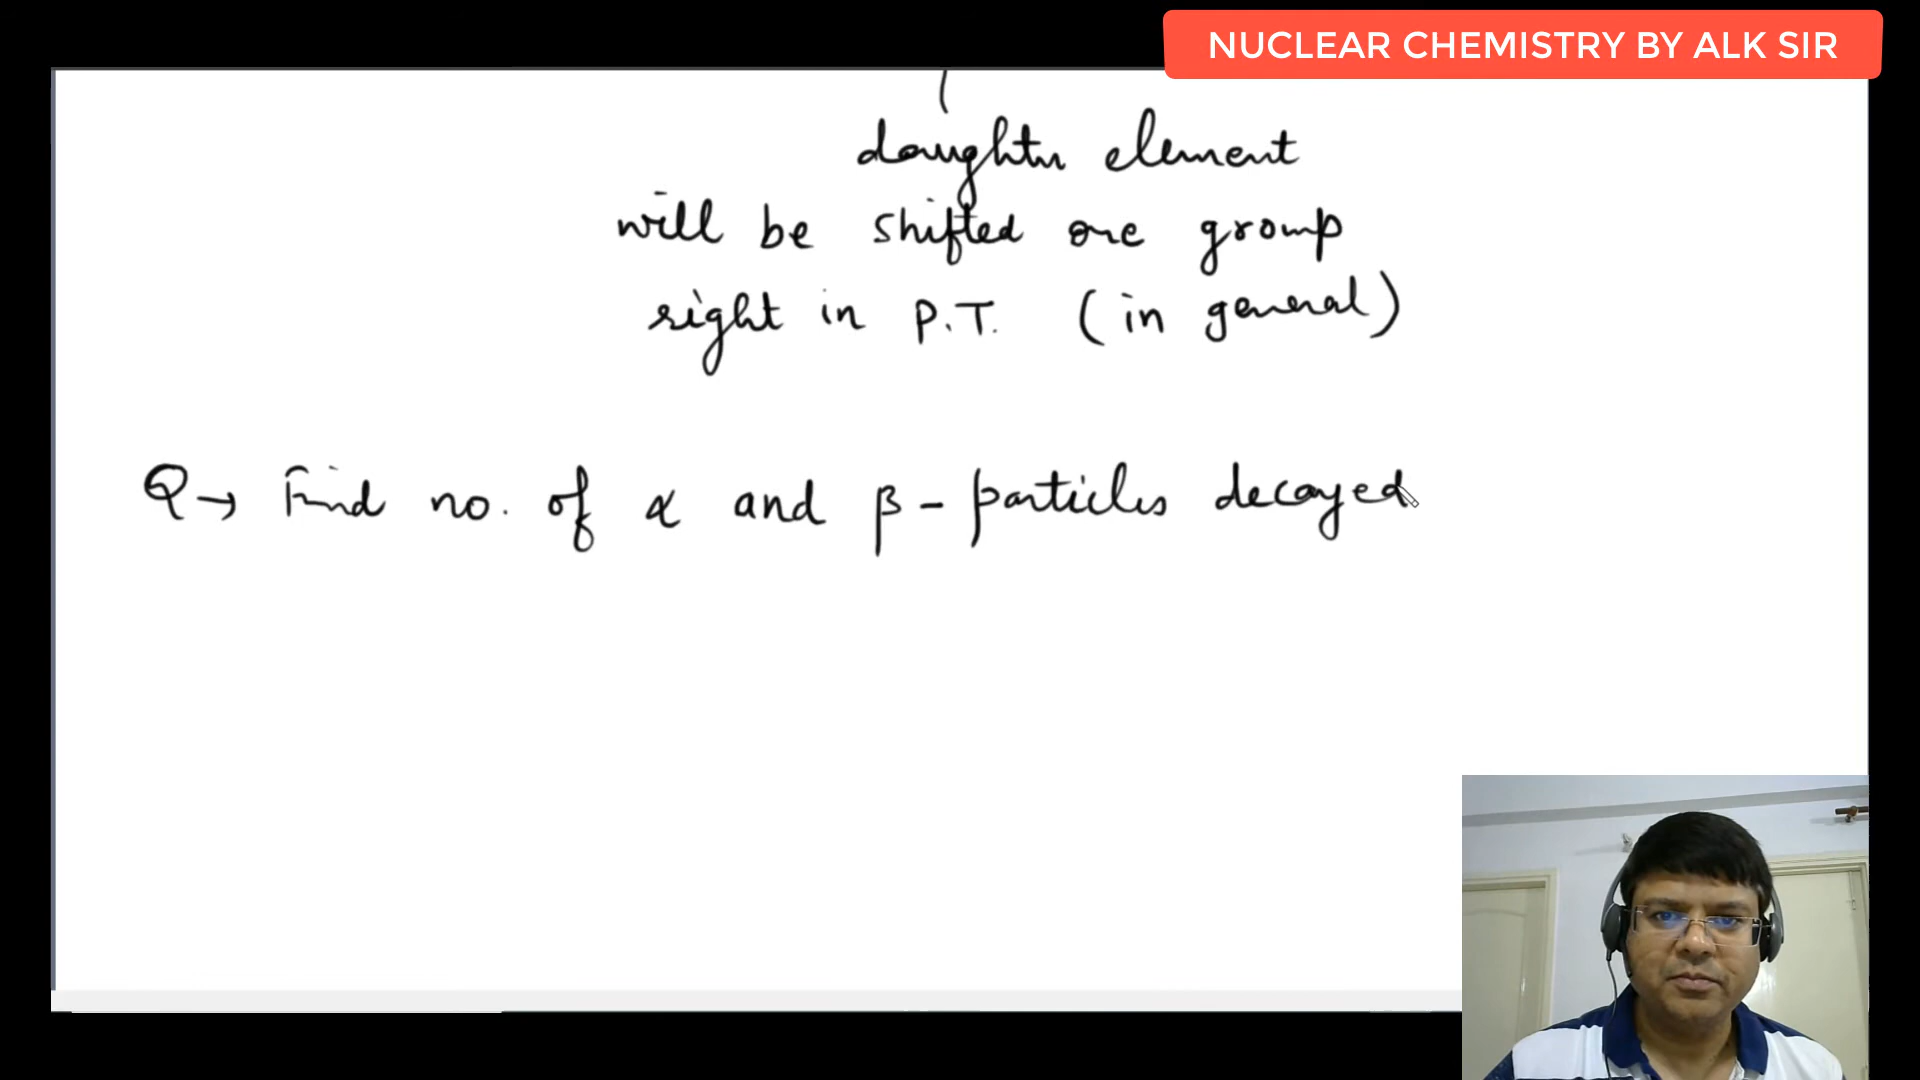 NUCLEAR CHEMISTRY BY ALK SIR
daughter element
will be shifted one group
right in P.T. (in general)
Q→ Find no. of α and β - particles decayed